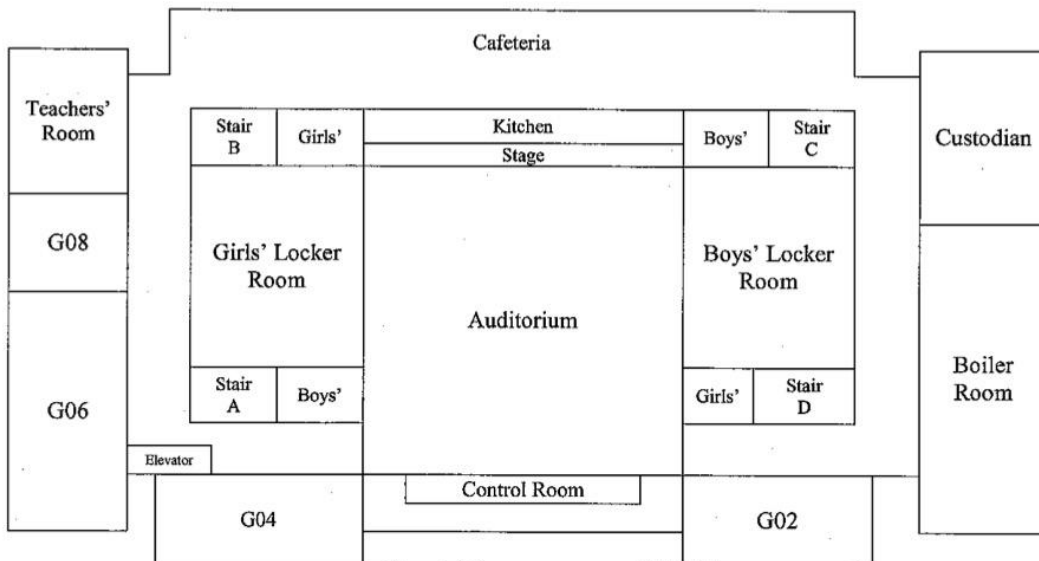 Cafeteria
Teachers'
Room
Stair
B
Girls'
Kitchen
Stage
Boys'
Stair
C
Custodian
G08
Girls' Locker
Room
Boys' Locker
Room
Auditorium
G06
Stair
A
Boys'
Girls'
Stair
D
Boiler
Room
Elevator
Control Room
G04
G02